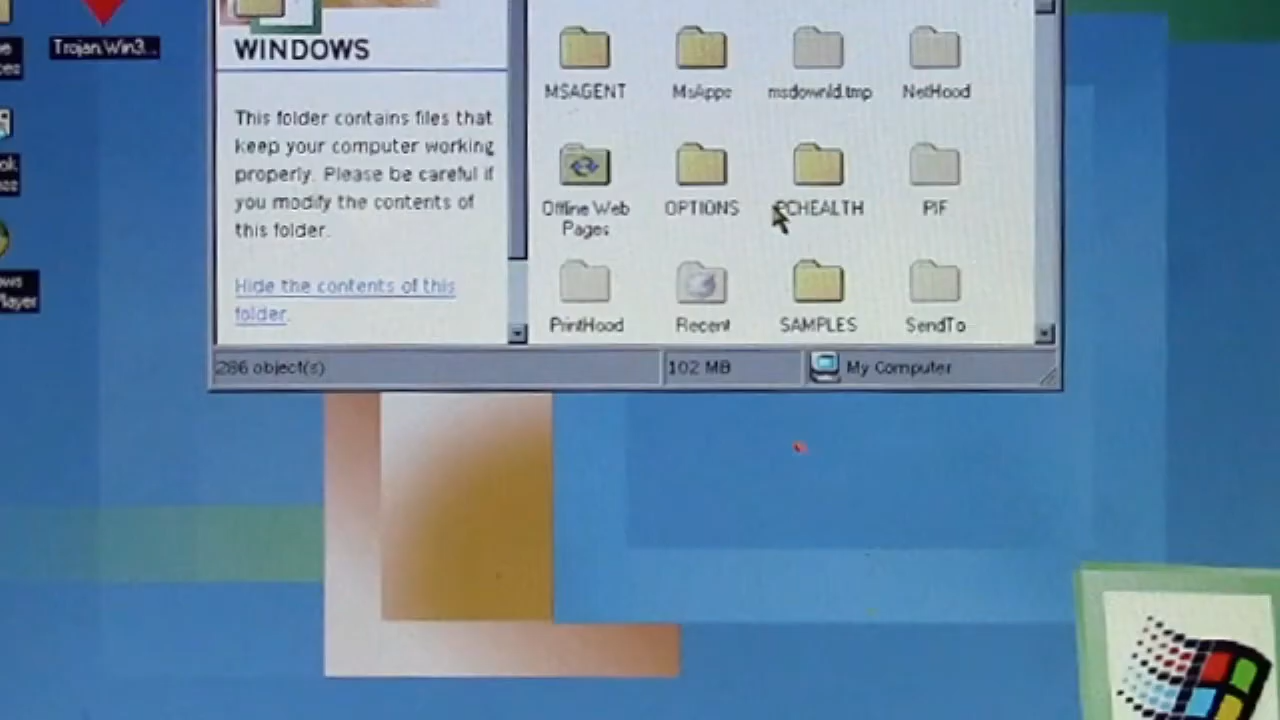 Trojan.Win3...
WINDOWS
This folder contains files that
keep your computer working
properly. Please be careful if
you modify the contents of
this folder.
Hide the contents of this
folder.
MSAGENT
MsApps
msdownld.tmp
NetHood
Offline Web
Pages
OPTIONS
PCHEALTH
PIF
PrintHood
Recent
SAMPLES
SendTo
286 object(s)
102 MB
My Computer